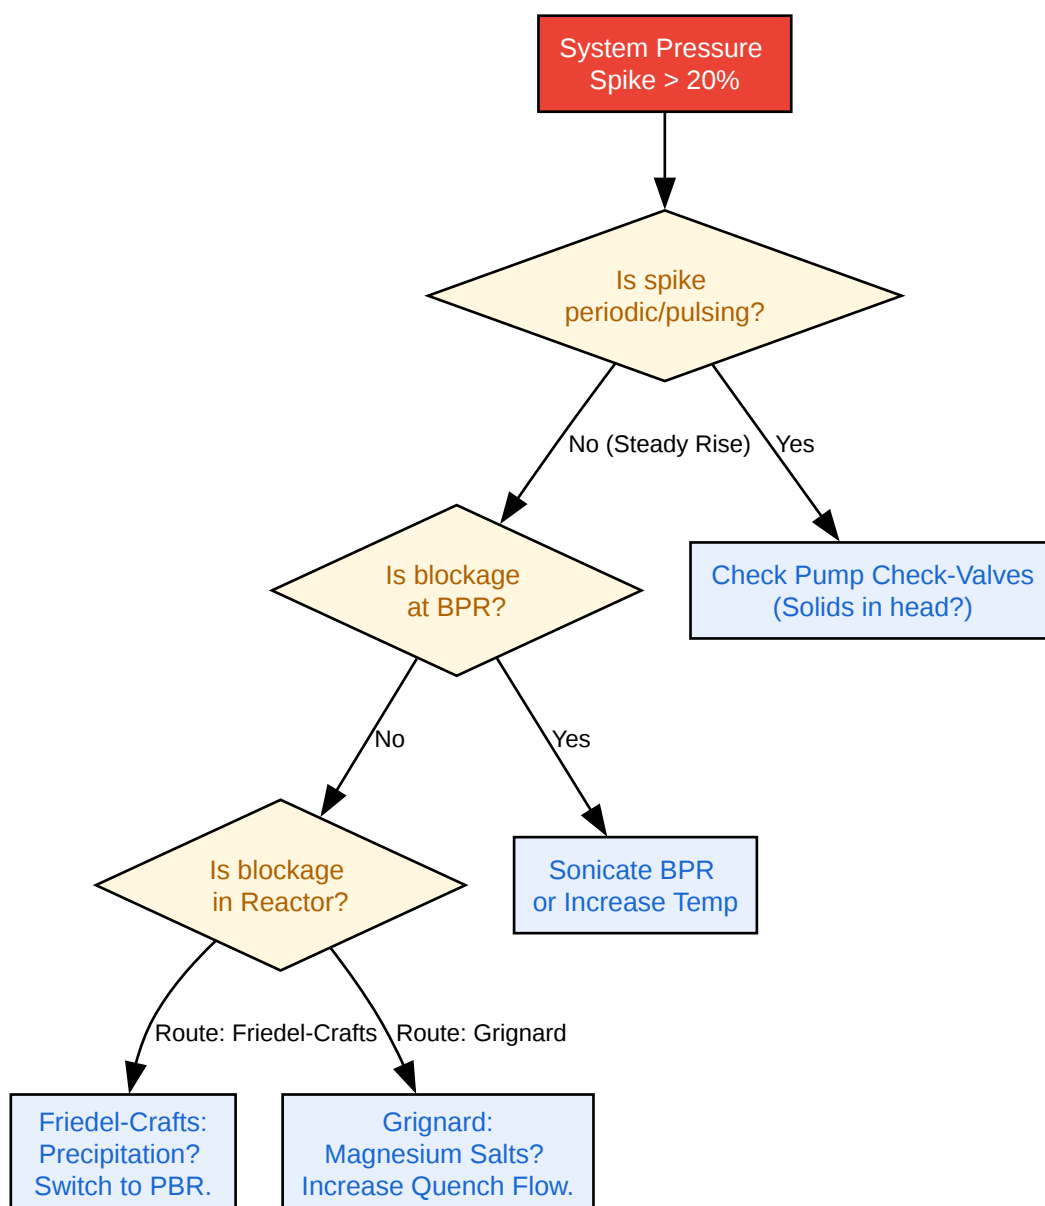 System Pressure
Spike > 20%
Is spike
periodic/pulsing?
No (Steady Rise)
Yes
Is blockage
at BPR?
Check Pump Check-Valves
(Solids in head?)
No
Yes
Is blockage
in Reactor?
Sonicate BPR
or Increase Temp
Route: Friedel-Crafts
Route: Grignard
Friedel-Crafts:
Precipitation?
Switch to PBR.
Grignard:
Magnesium Salts?
Increase Quench Flow.